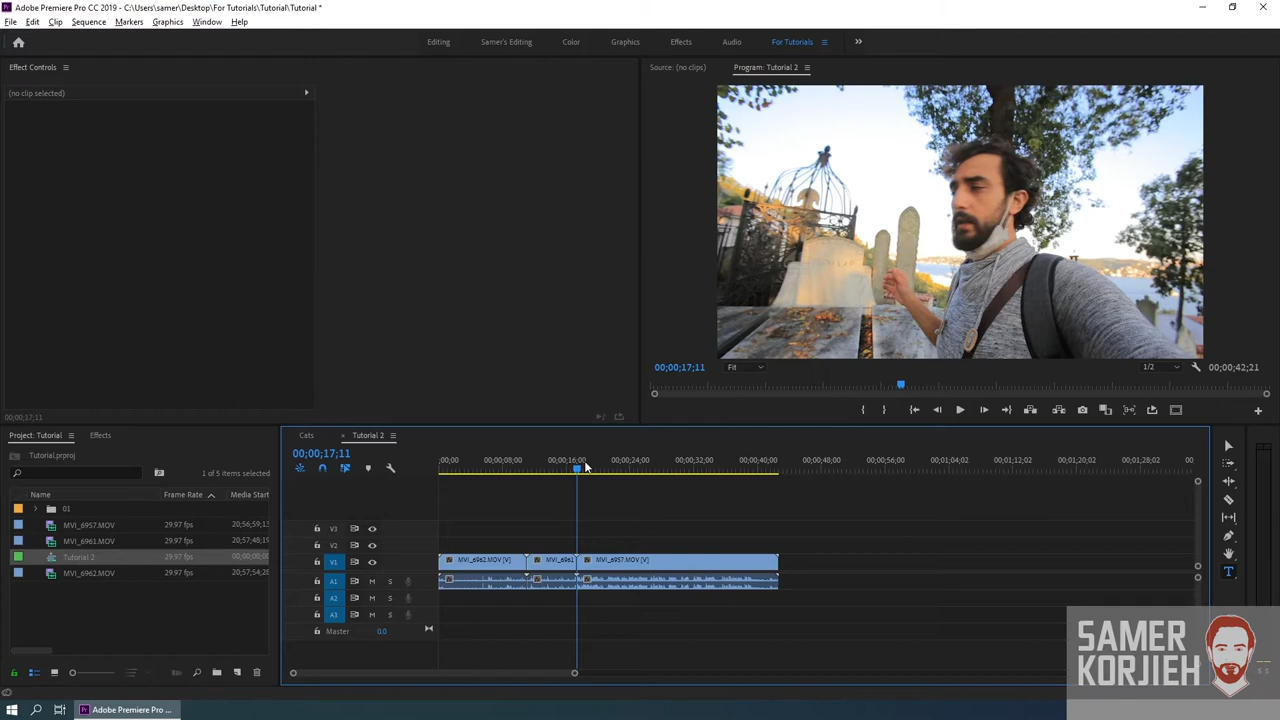 Adobe Premiere Pro CC 2019 - C:\Users\samer\Desktop\For Tutorials\Tutorial\Tutorial *
File Edit Clip Sequence Markers Graphics Window Help
Editing Samer's Editing Color Graphics Effects Audio For Tutorials
Effect Controls
Source: (no clips) Program: Tutorial 2
(no clip selected)
00;00;17;11 Fit 1/2 00;00;42;21
00;00;17;11
Project: Tutorial Effects
Cats × Tutorial 2
Tutorial.prproj
00;00;17;11
1 of 5 items selected
;00;00 00;00;08;00 00;00;16;00 00;00;24;00 00;00;32;00 00;00;40;00 00;00;48;00 00;00;56;00 00;01;04;02 00;01;12;02 00;01;20;02 00;01;28;02 00
Name Frame Rate Media Start
01
MVI_6957.MOV 29.97 fps 20;56;59;13
MVI_6961.MOV 29.97 fps 20;57;48;19
Tutorial 2 29.97 fps 00;00;00;00
MVI_6962.MOV 29.97 fps 20;57;54;28
V3
V2
V1 MVI_6962.MOV [V] MVI_6961 MVI_6957.MOV [V]
A1 M S
A2 M S
A3 M S
Master 0.0
SAMER
KORJIEH
S S
Adobe Premiere Pro ...